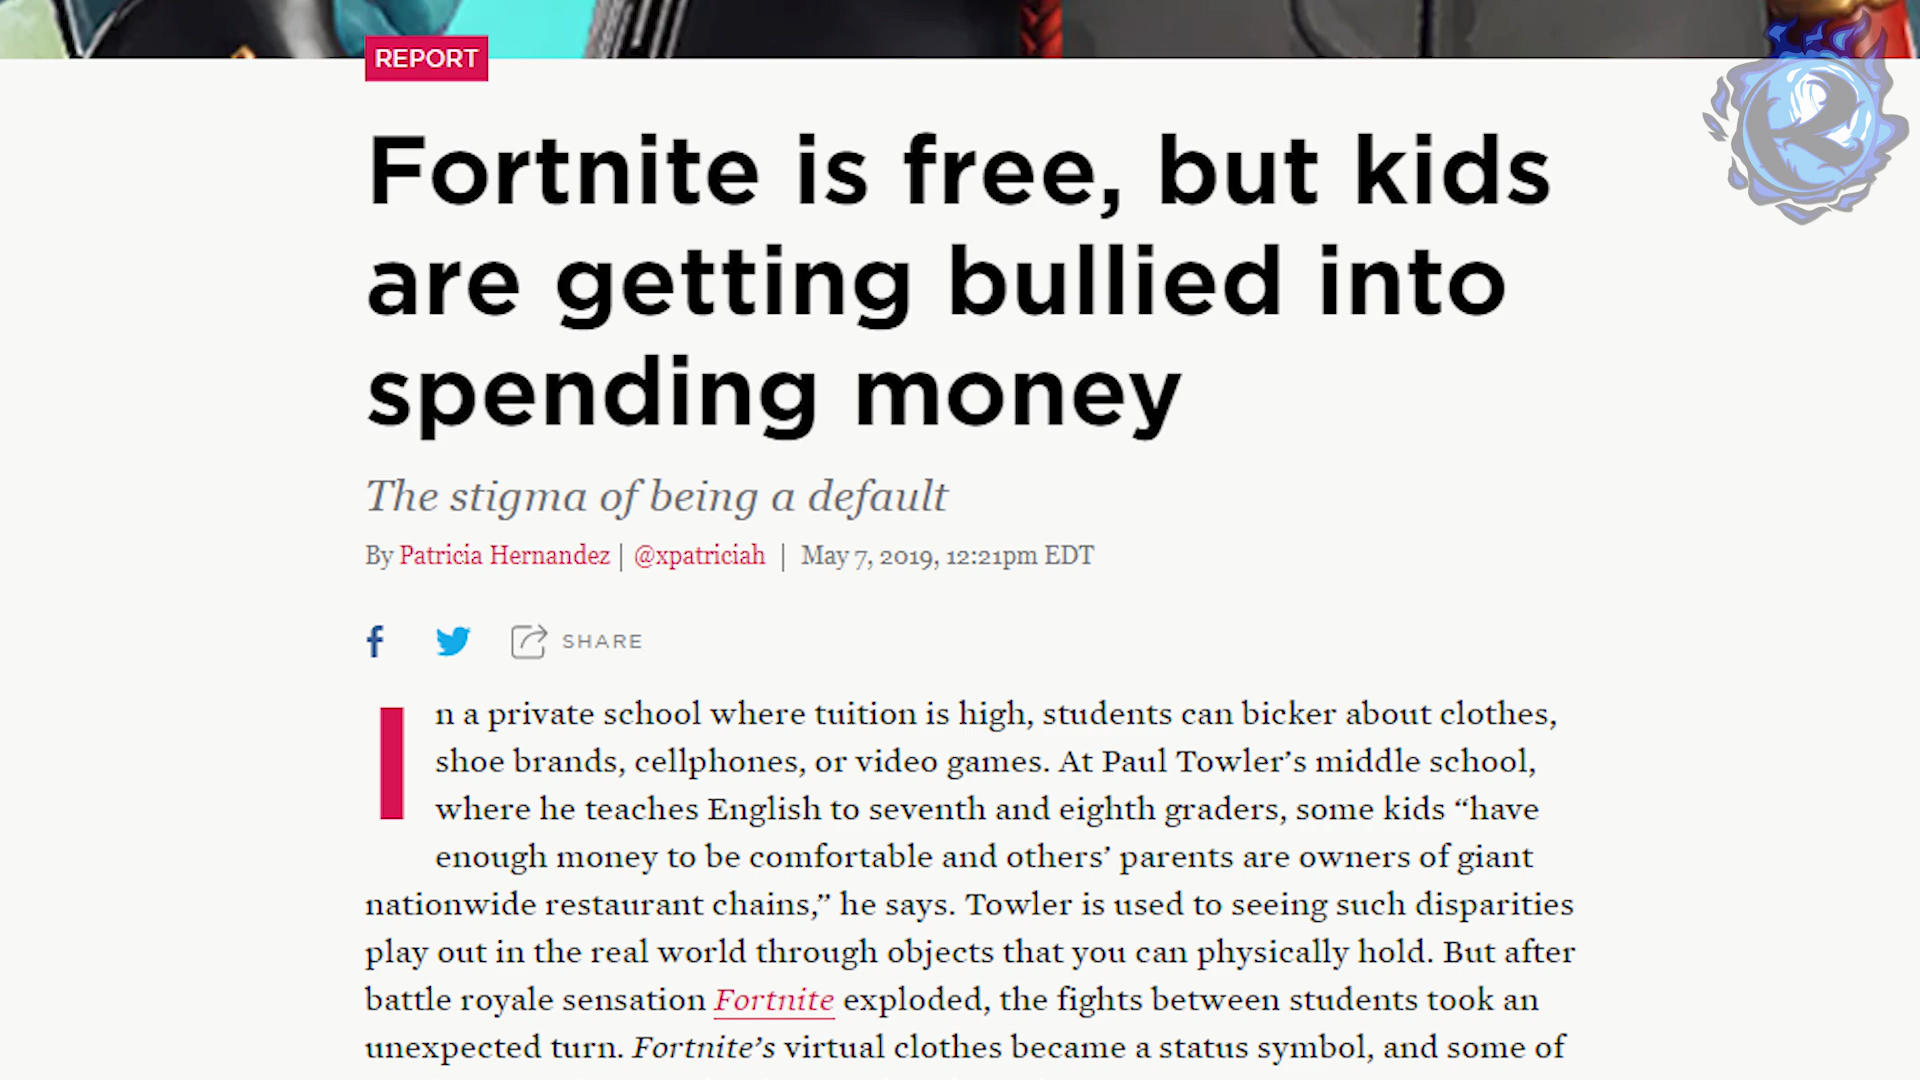 REPORT
Fortnite is free, but kids
are getting bullied into
spending money
The stigma of being a default
By Patricia Hernandez | @xpatriciah | May 7, 2019, 12:21pm EDT
SHARE
In a private school where tuition is high, students can bicker about clothes,
shoe brands, cellphones, or video games. At Paul Towler’s middle school,
where he teaches English to seventh and eighth graders, some kids “have
enough money to be comfortable and others’ parents are owners of giant
nationwide restaurant chains,” he says. Towler is used to seeing such disparities
play out in the real world through objects that you can physically hold. But after
battle royale sensation Fortnite exploded, the fights between students took an
unexpected turn. Fortnite’s virtual clothes became a status symbol, and some of